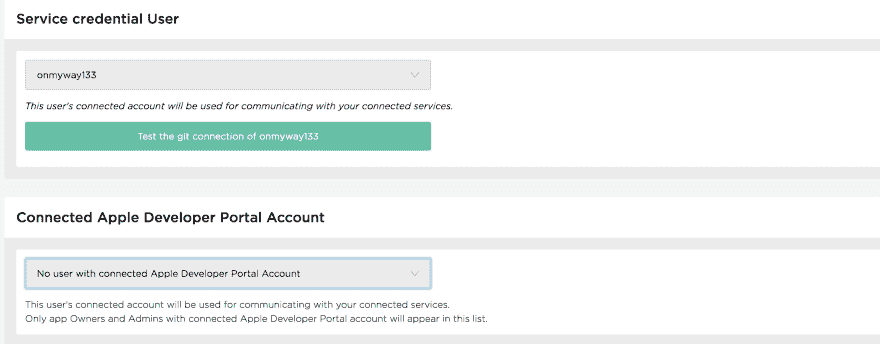 Service credential User
onmyway133
This user's connected account will be used for communicating with your connected services.
Test the git connection of onmyway133
Connected Apple Developer Portal Account
No user with connected Apple Developer Portal Account
This user's connected account will be used for communicating with your connected services.
Only app Owners and Admins with connected Apple Developer Portal account will appear in this list.